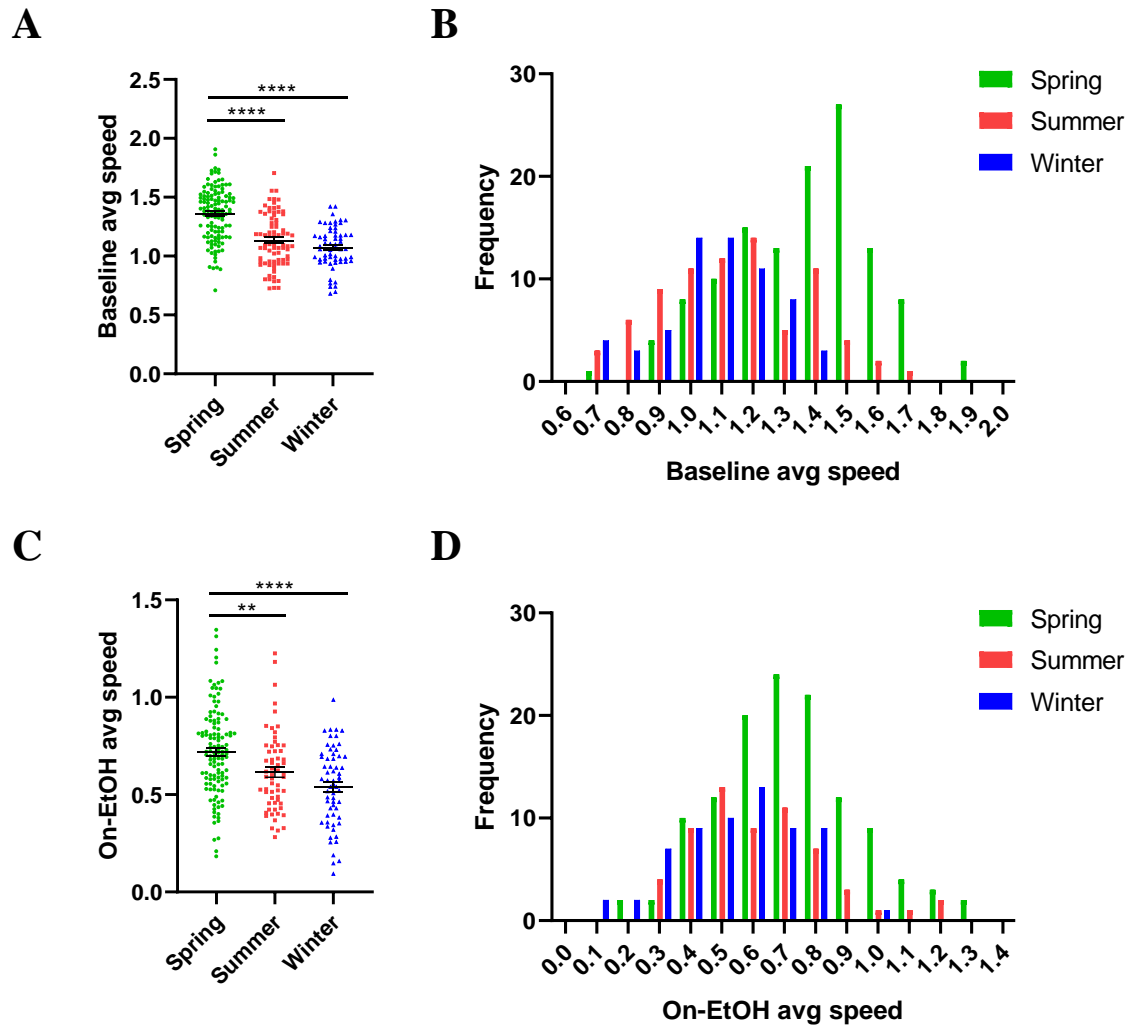 A
Baseline avg speed
2.5
2.0
1.5
1.0
0.5
0.0
****
****
Spring
Summer
Winter
B
Frequency
30
20
10
0
0.6 0.7 0.8 0.9 1.0 1.1 1.2 1.3 1.4 1.5 1.6 1.7 1.8 1.9 2.0
Baseline avg speed
Spring
Summer
Winter
C
On-EtOH avg speed
1.5
1.0
0.5
0.0
****
**
Spring
Summer
Winter
D
Frequency
30
20
10
0
0.0 0.1 0.2 0.3 0.4 0.5 0.6 0.7 0.8 0.9 1.0 1.1 1.2 1.3 1.4
On-EtOH avg speed
Spring
Summer
Winter